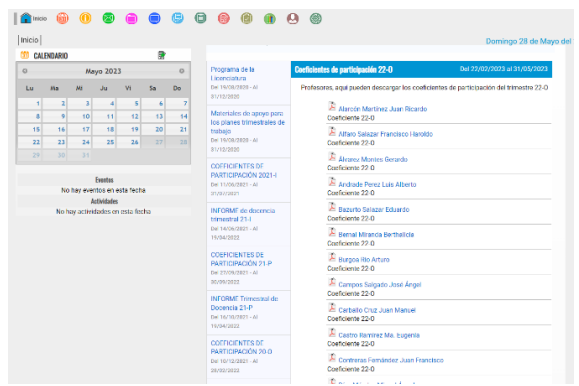 Inicio
Inicio
Domingo 28 de Mayo del
CALENDARIO
Mayo 2023
Lu Ma Mi Ju Vi Sa Do
1 2 3 4 5 6 7
8 9 10 11 12 13 14
15 16 17 18 19 20 21
22 23 24 25 26 27 28
29 30 31
Eventos
No hay eventos en esta fecha
Actividades
No hay actividades en esta fecha
Programa de la
Licenciatura
Del 19/08/2020 - Al
31/12/2030
Materiales de apoyo para
los planes trimestrales de
trabajo
Del 19/08/2020 - Al
31/12/2030
COEFICIENTES DE
PARTICIPACIÓN 2021-I
Del 11/06/2021 - Al
31/07/2021
INFORME de docencia
trimestral 21-I
Del 14/06/2021 - Al
19/04/2022
COEFICIENTES DE
PARTICIPACIÓN 21-P
Del 22/09/2021 - Al
30/09/2022
INFORME Trimestral de
Docencia 21-P
Del 16/10/2021 - Al
19/04/2022
COEFICIENTES DE
PARTICIPACIÓN 20-O
Del 10/12/2021 - Al
28/02/2022
Coeficientes de participación 22-O
Del 22/02/2023 al 31/05/2023
Profesores, aquí pueden descargar los coeficientes de participación del trimestre 22-O
Alarcón Martínez Juan Ricardo
Coeficiente 22-O
Alfaro Salazar Francisco Haroldo
Coeficiente 22-O
Álvarez Montes Gerardo
Coeficiente 22-O
Andrade Perez Luis Alberto
Coeficiente 22-O
Basurto Salazar Eduardo
Coeficiente 22-O
Bernal Miranda Berthelicia
Coeficiente 22-O
Burgoa Rio Arturo
Coeficiente 22-O
Campos Salgado José Ángel
Coeficiente 22-O
Carballo Cruz Juan Manuel
Coeficiente 22-O
Castro Ramírez Ma. Eugenia
Coeficiente 22-O
Contreras Fernández Juan Francisco
Coeficiente 22-O